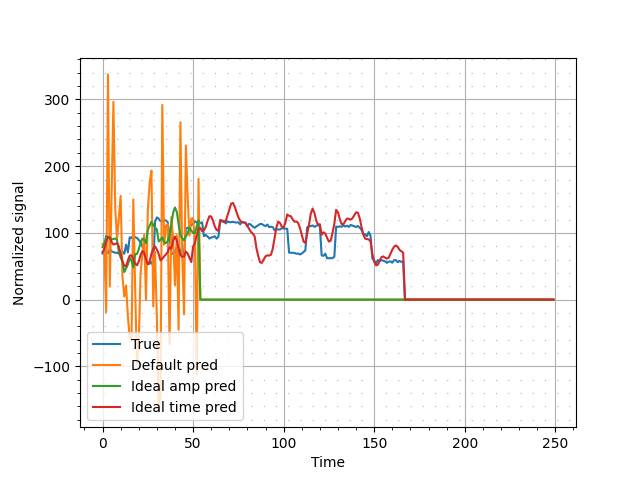 300
200
100
0
−100
Normalized signal
True
Default pred
Ideal amp pred
Ideal time pred
0
50
100
150
200
250
Time